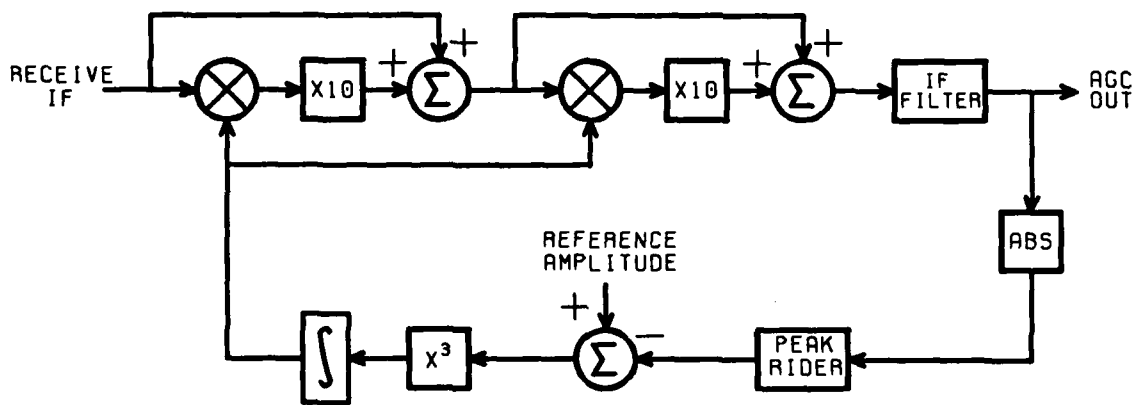 RECEIVE
IF
X10
+
+
Σ
X10
+
+
Σ
IF
FILTER
AGC
OUT
ABS
REFERENCE
AMPLITUDE
+
−
Σ
PEAK
RIDER
X³
∫